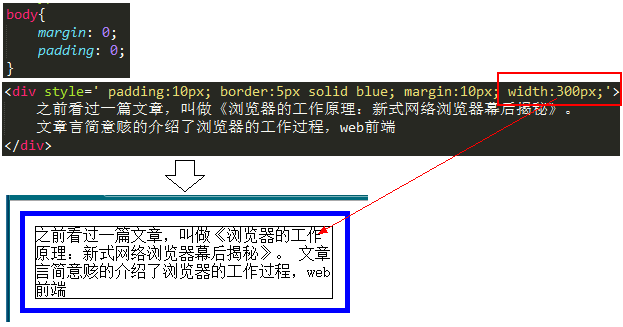 body{
margin: 0;
padding: 0;
}
<div style=' padding:10px; border:5px solid blue; margin:10px; width:300px;'>
之前看过一篇文章，叫做《浏览器的工作原理：新式网络浏览器幕后揭秘》。
文章言简意赅的介绍了浏览器的工作过程，web前端
</div>
之前看过一篇文章，叫做《浏览器的工作
原理：新式网络浏览器幕后揭秘》。 文章
言简意赅的介绍了浏览器的工作过程，web
前端